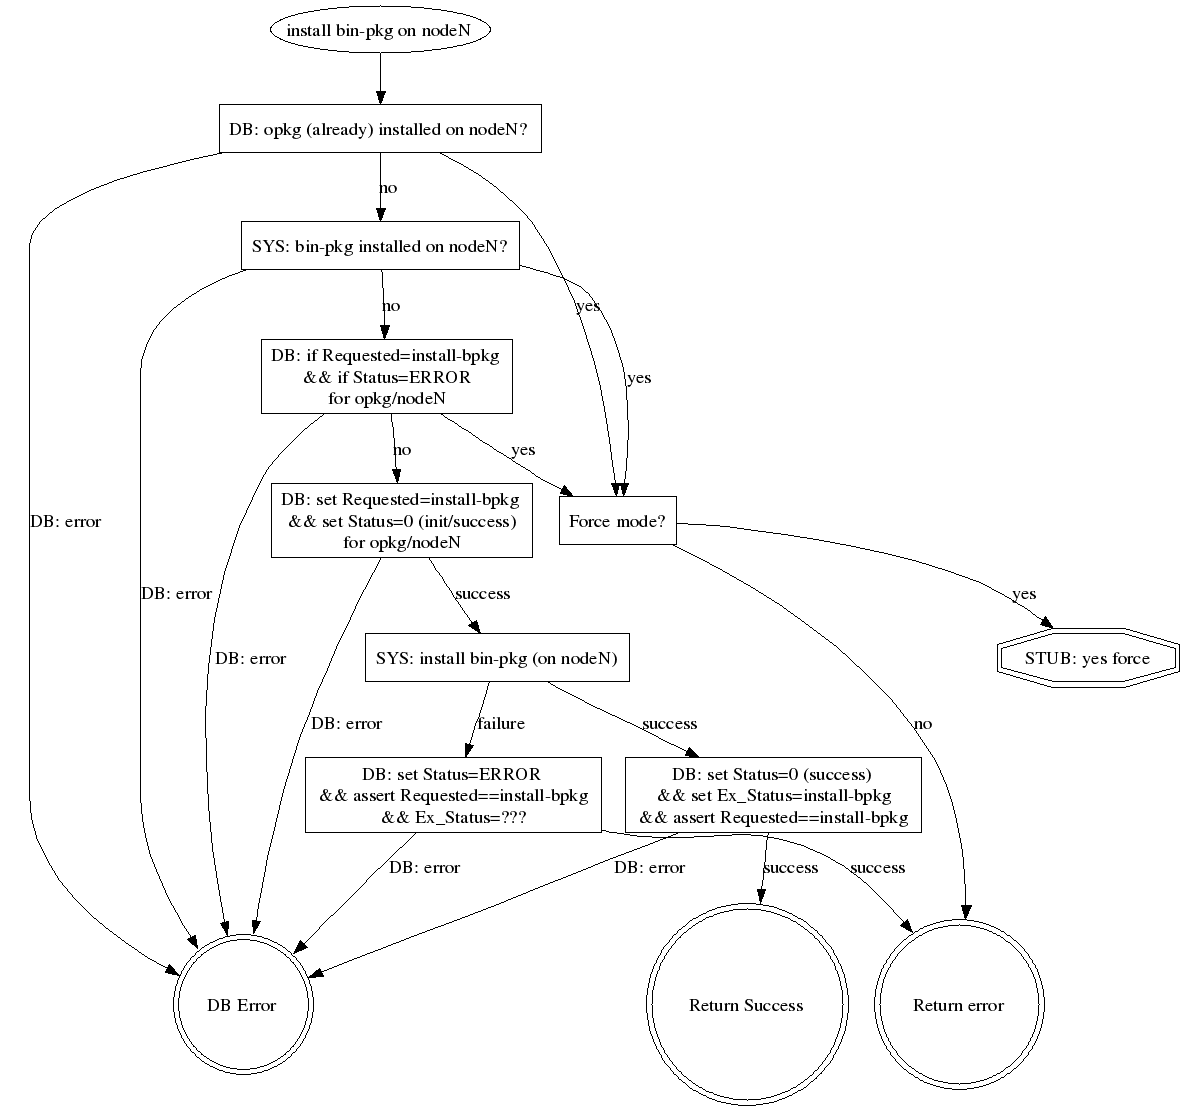 install bin-pkg on nodeN
DB: opkg (already) installed on nodeN?
no
SYS: bin-pkg installed on nodeN?
no
yes
DB: if Requested=install-bpkg
&& if Status=ERROR
for opkg/nodeN
yes
no
yes
DB: set Requested=install-bpkg
&& set Status=0 (init/success)
for opkg/nodeN
Force mode?
DB: error
DB: error
success
yes
DB: error
SYS: install bin-pkg (on nodeN)
STUB: yes force
DB: error
failure
success
no
DB: set Status=ERROR
&& assert Requested==install-bpkg
&& Ex_Status=???
DB: set Status=0 (success)
&& set Ex_Status=install-bpkg
&& assert Requested==install-bpkg
DB: error
DB: error
success
success
DB Error
Return Success
Return error